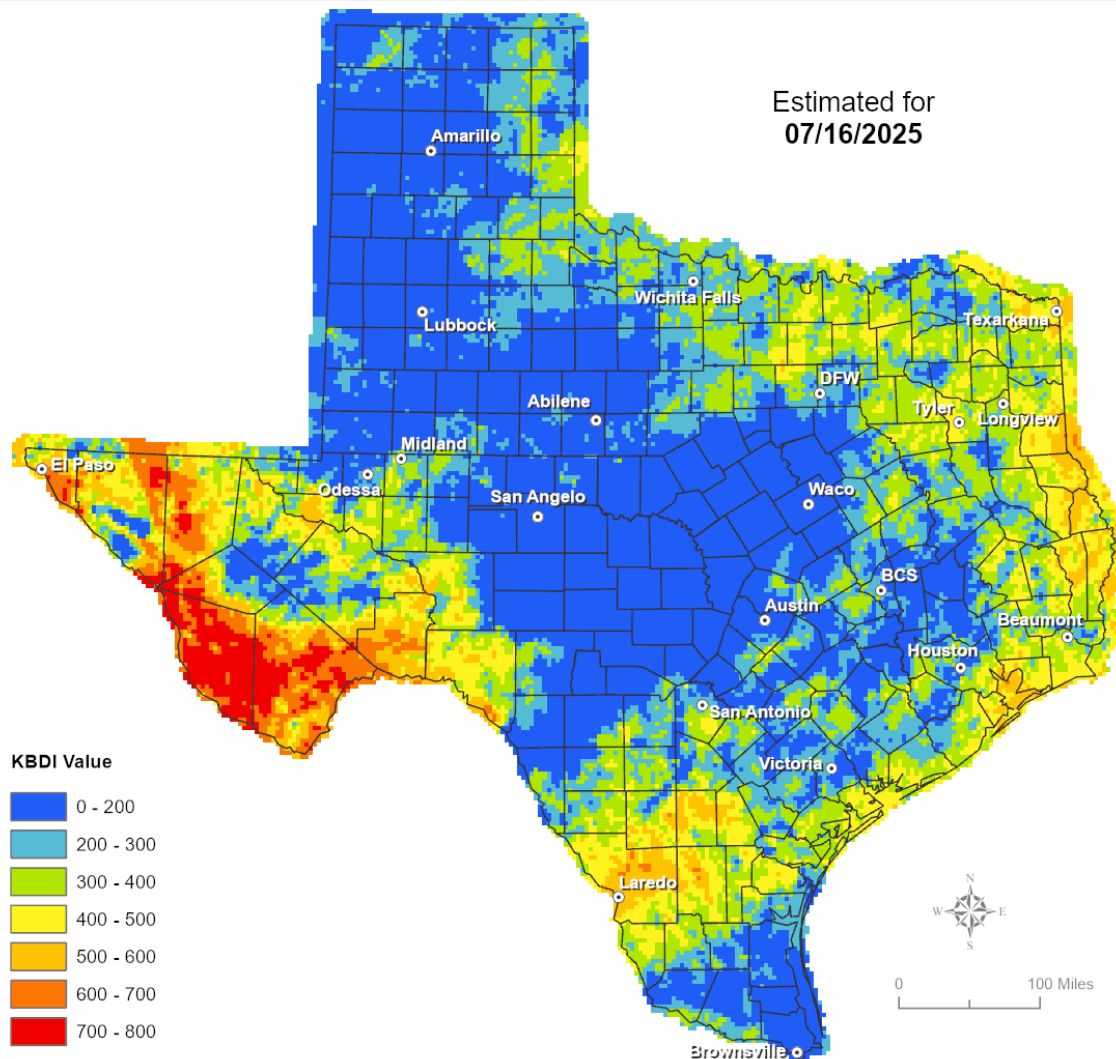 Estimated for
07/16/2025
Amarillo
Wichita Falls
Lubbock
Texarkana
DFW
Abilene
Tyler
Longview
Midland
El Paso
Odessa
San Angelo
Waco
BCS
Austin
Beaumont
Houston
San Antonio
Victoria
KBDI Value
0 - 200
200 - 300
300 - 400
400 - 500
500 - 600
600 - 700
700 - 800
Laredo
N
W E
S
0 100 Miles
Brownsville